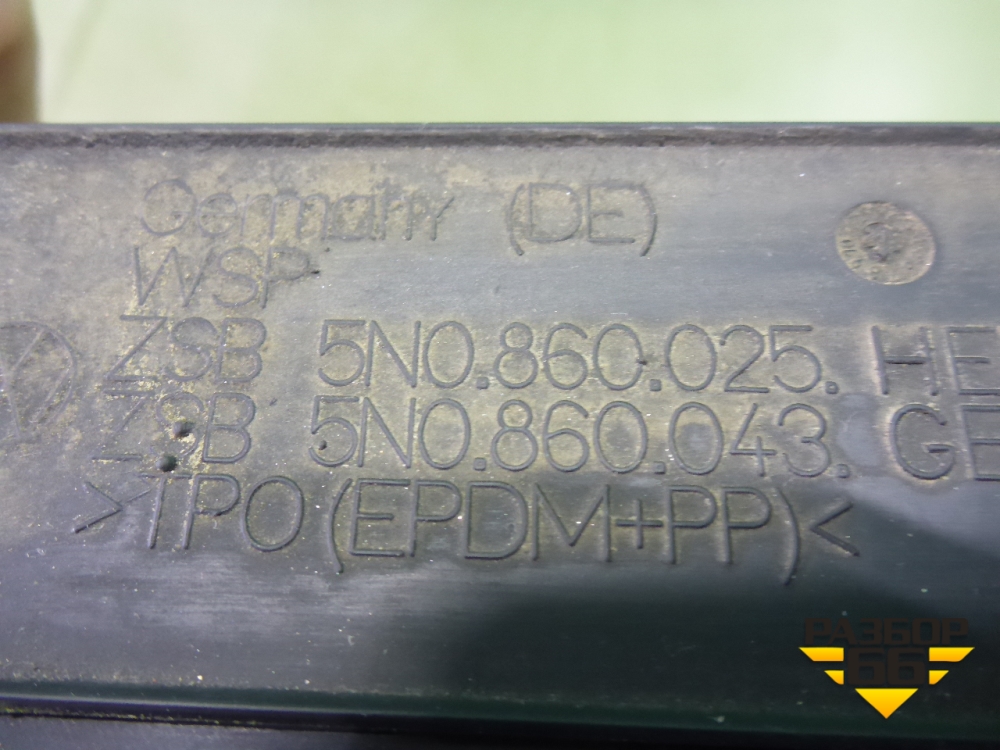 Germany (DE)
WSP
ZSB 5N0.860.025. HE
ZSB 5N0.860.043. GE
>TPO(EPDM+PP)<
РАЗБОР
66